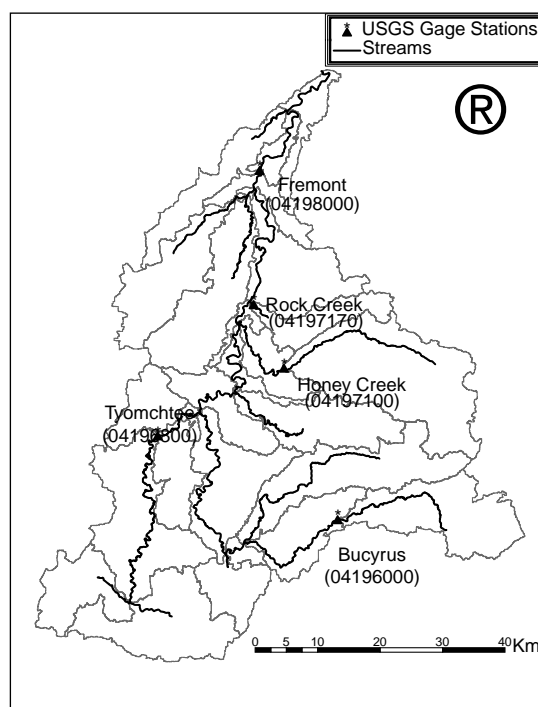 USGS Gage Stations
Streams
®
Fremont
(04198000)
Rock Creek
(04197170)
Honey Creek
(04197100)
Tyomchtee
(04196800)
Bucyrus
(04196000)
0 5 10 20 30 40 Km